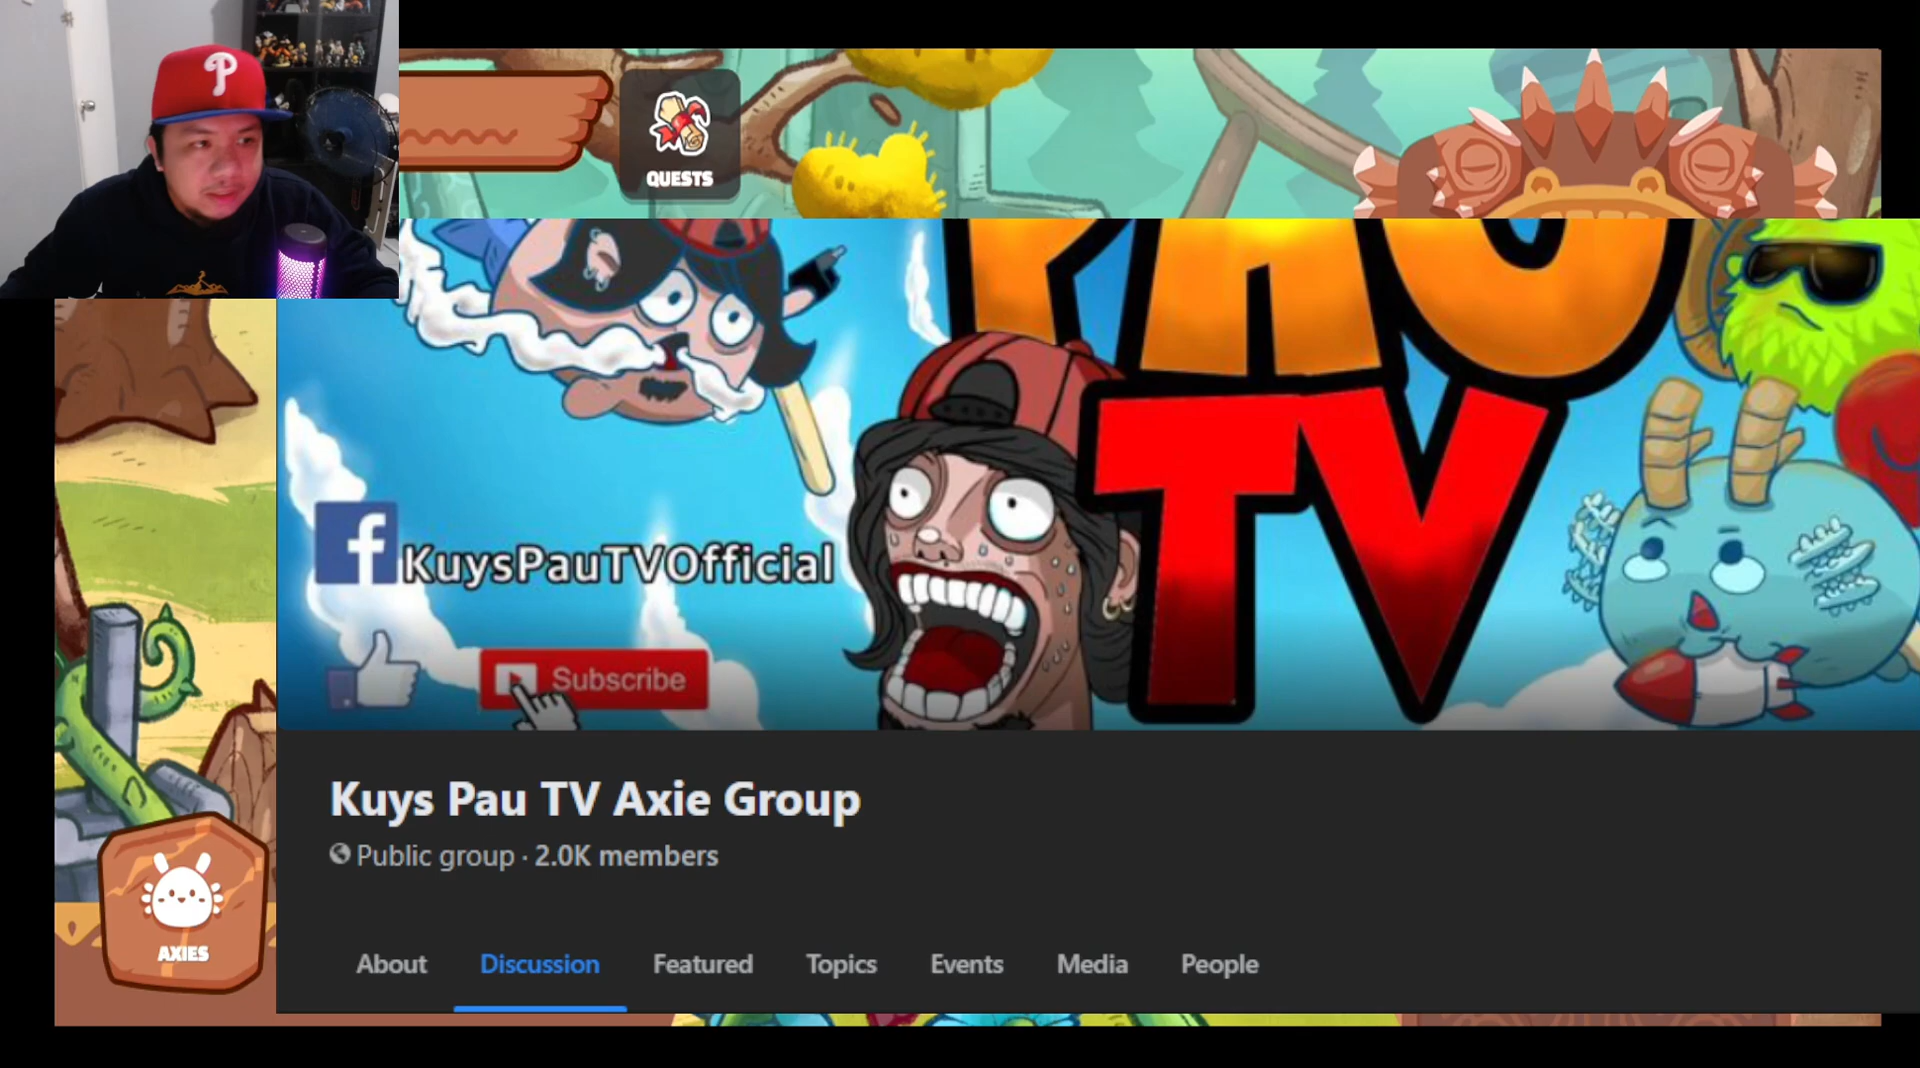 P
QUESTS
PAU
TV
f KuysPauTVOfficial
Subscribe
Kuys Pau TV Axie Group
Public group · 2.0K members
About Discussion Featured Topics Events Media People
AXIES